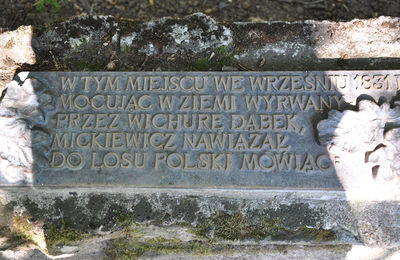 W TYM MIEJSCU WE WRZEŚNIU 1831 R
MOCUJĄC W ZIEMI WYRWANY
PRZEZ WICHURĘ DĄBEK,
MICKIEWICZ NAWIĄZAŁ
DO LOSU POLSKI MÓWIĄC